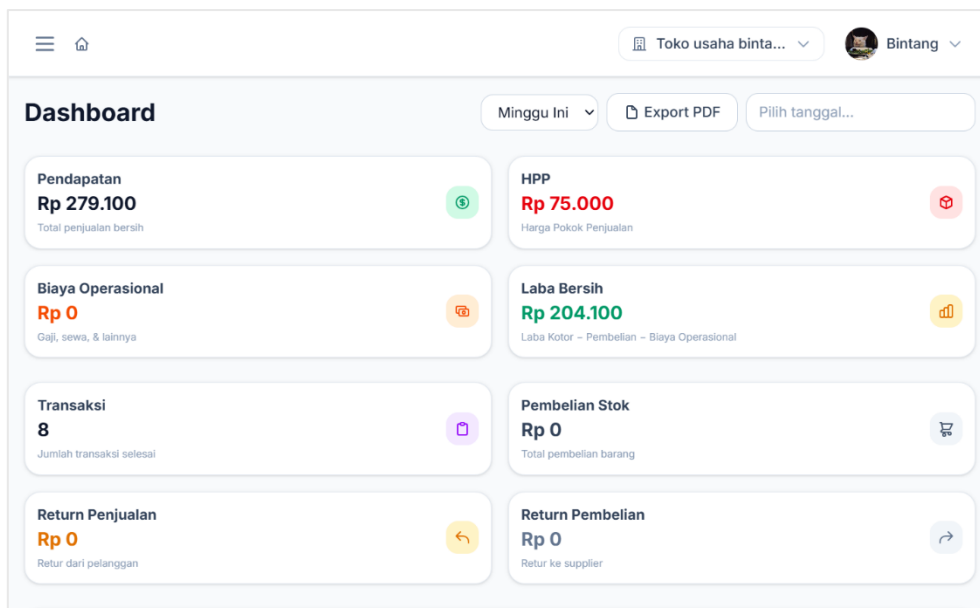 Toko usaha binta...
Bintang
Dashboard
Minggu Ini
Export PDF
Pilih tanggal...
Pendapatan
Rp 279.100
Total penjualan bersih
HPP
Rp 75.000
Harga Pokok Penjualan
Biaya Operasional
Rp 0
Gaji, sewa, & lainnya
Laba Bersih
Rp 204.100
Laba Kotor – Pembelian – Biaya Operasional
Transaksi
8
Jumlah transaksi selesai
Pembelian Stok
Rp 0
Total pembelian barang
Return Penjualan
Rp 0
Retur dari pelanggan
Return Pembelian
Rp 0
Retur ke supplier